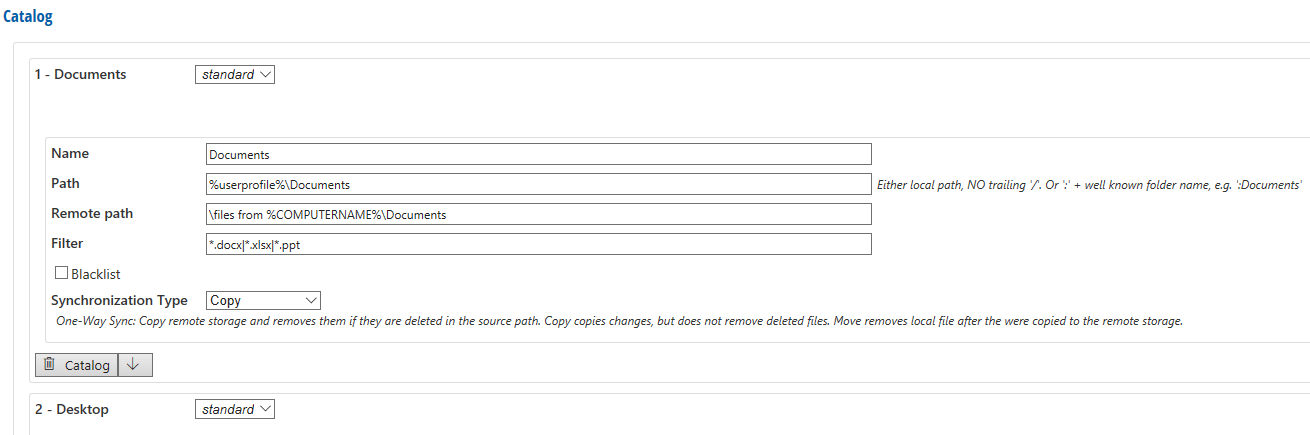 Catalog
1 - Documents standard
Name Documents
Path %userprofile%\Documents Either local path, NO trailing '/'. Or ':' + well known folder name, e.g. ':Documents'
Remote path \files from %COMPUTERNAME%\Documents
Filter *.docx|*.xlsx|*.ppt
Blacklist
Synchronization Type Copy
One-Way Sync: Copy remote storage and removes them if they are deleted in the source path. Copy copies changes, but does not remove deleted files. Move removes local file after the were copied to the remote storage.
Catalog
2 - Desktop standard